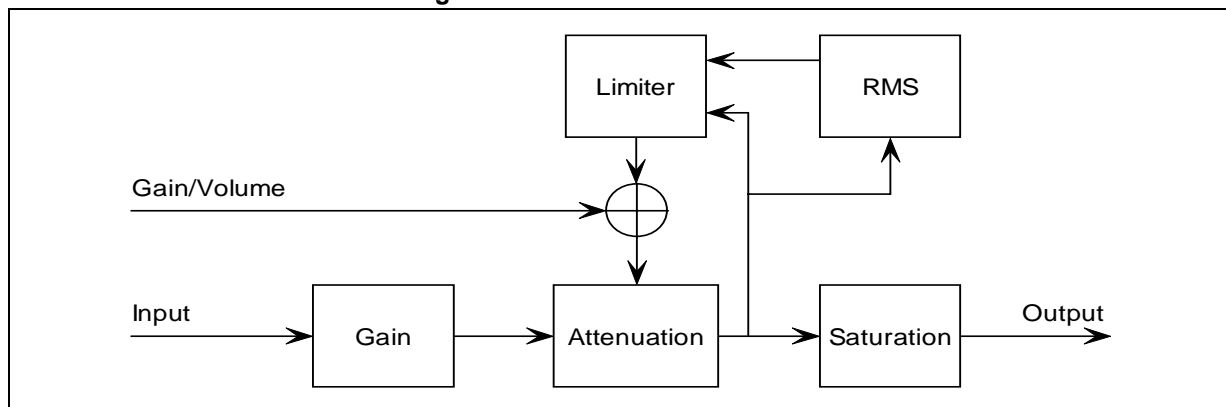 g
Limiter
RMS
Gain/Volume
Input
Output
Gain
Attenuation
Saturation